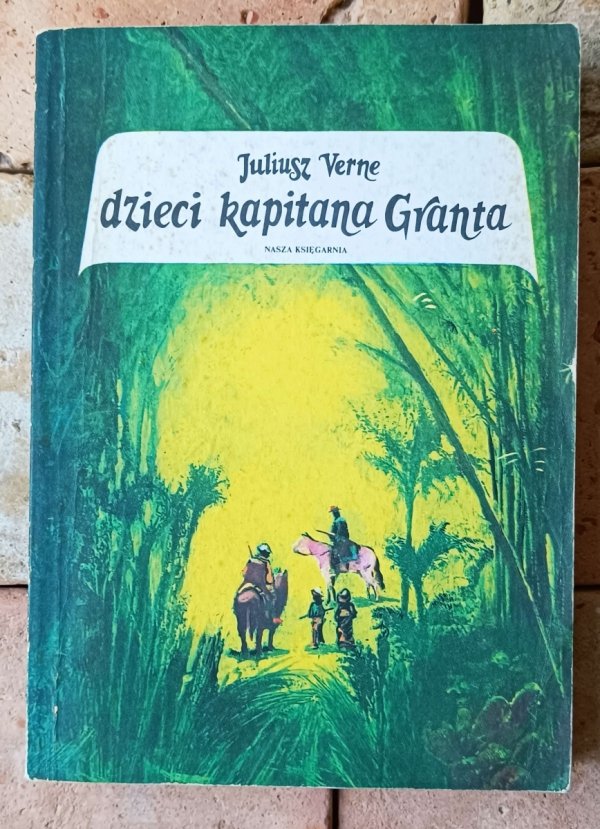 Juliusz Verne
dzieci kapitana Granta
NASZA KSIĘGARNIA